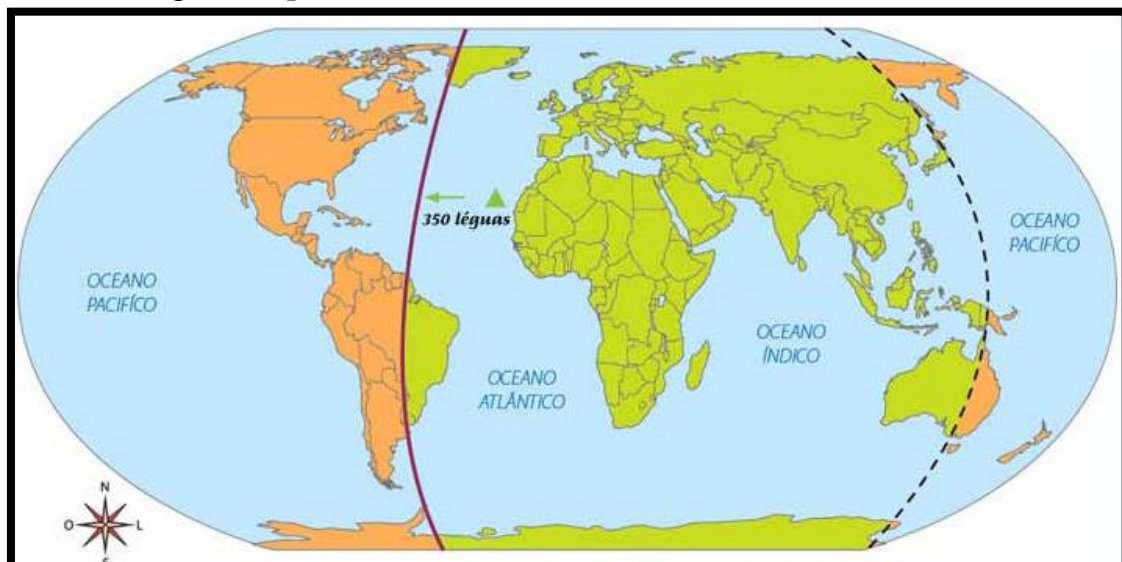 350 léguas
OCEANO
PACIFÍCO
OCEANO
PACIFÍCO
OCEANO
ÍNDICO
OCEANO
ATLÂNTICO
N
O
L
S